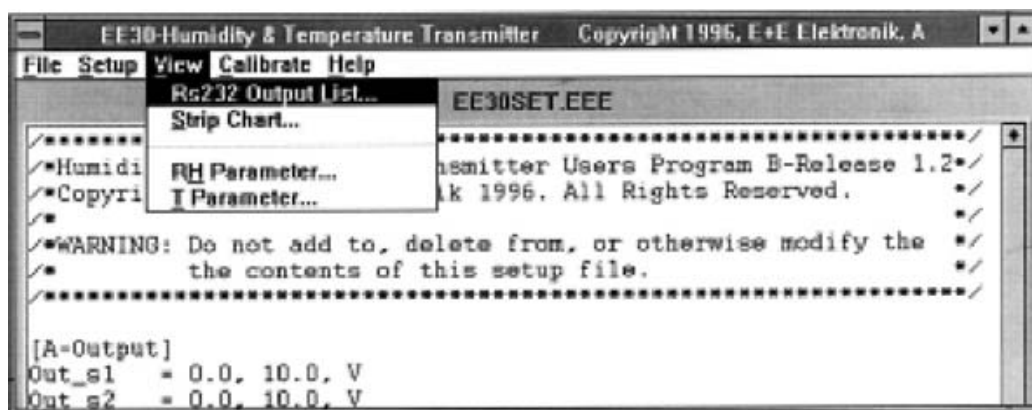 EE30-Humidity & Temperature Transmitter Copyright 1996, E+E Elektronik, A
File Setup View Calibrate Help
Rs232 Output List...
Strip Chart...
RH Parameter...
T Parameter...
EE30SET.EEE
/*Humidi nsmitter Users Program B-Release 1.2*/
/*Copyri ik 1996. All Rights Reserved. */
/* */
/*WARNING: Do not add to, delete from, or otherwise modify the */
/* the contents of this setup file. */
[A-Output]
Out_s1 = 0.0, 10.0, V
Out_s2 = 0.0, 10.0, V